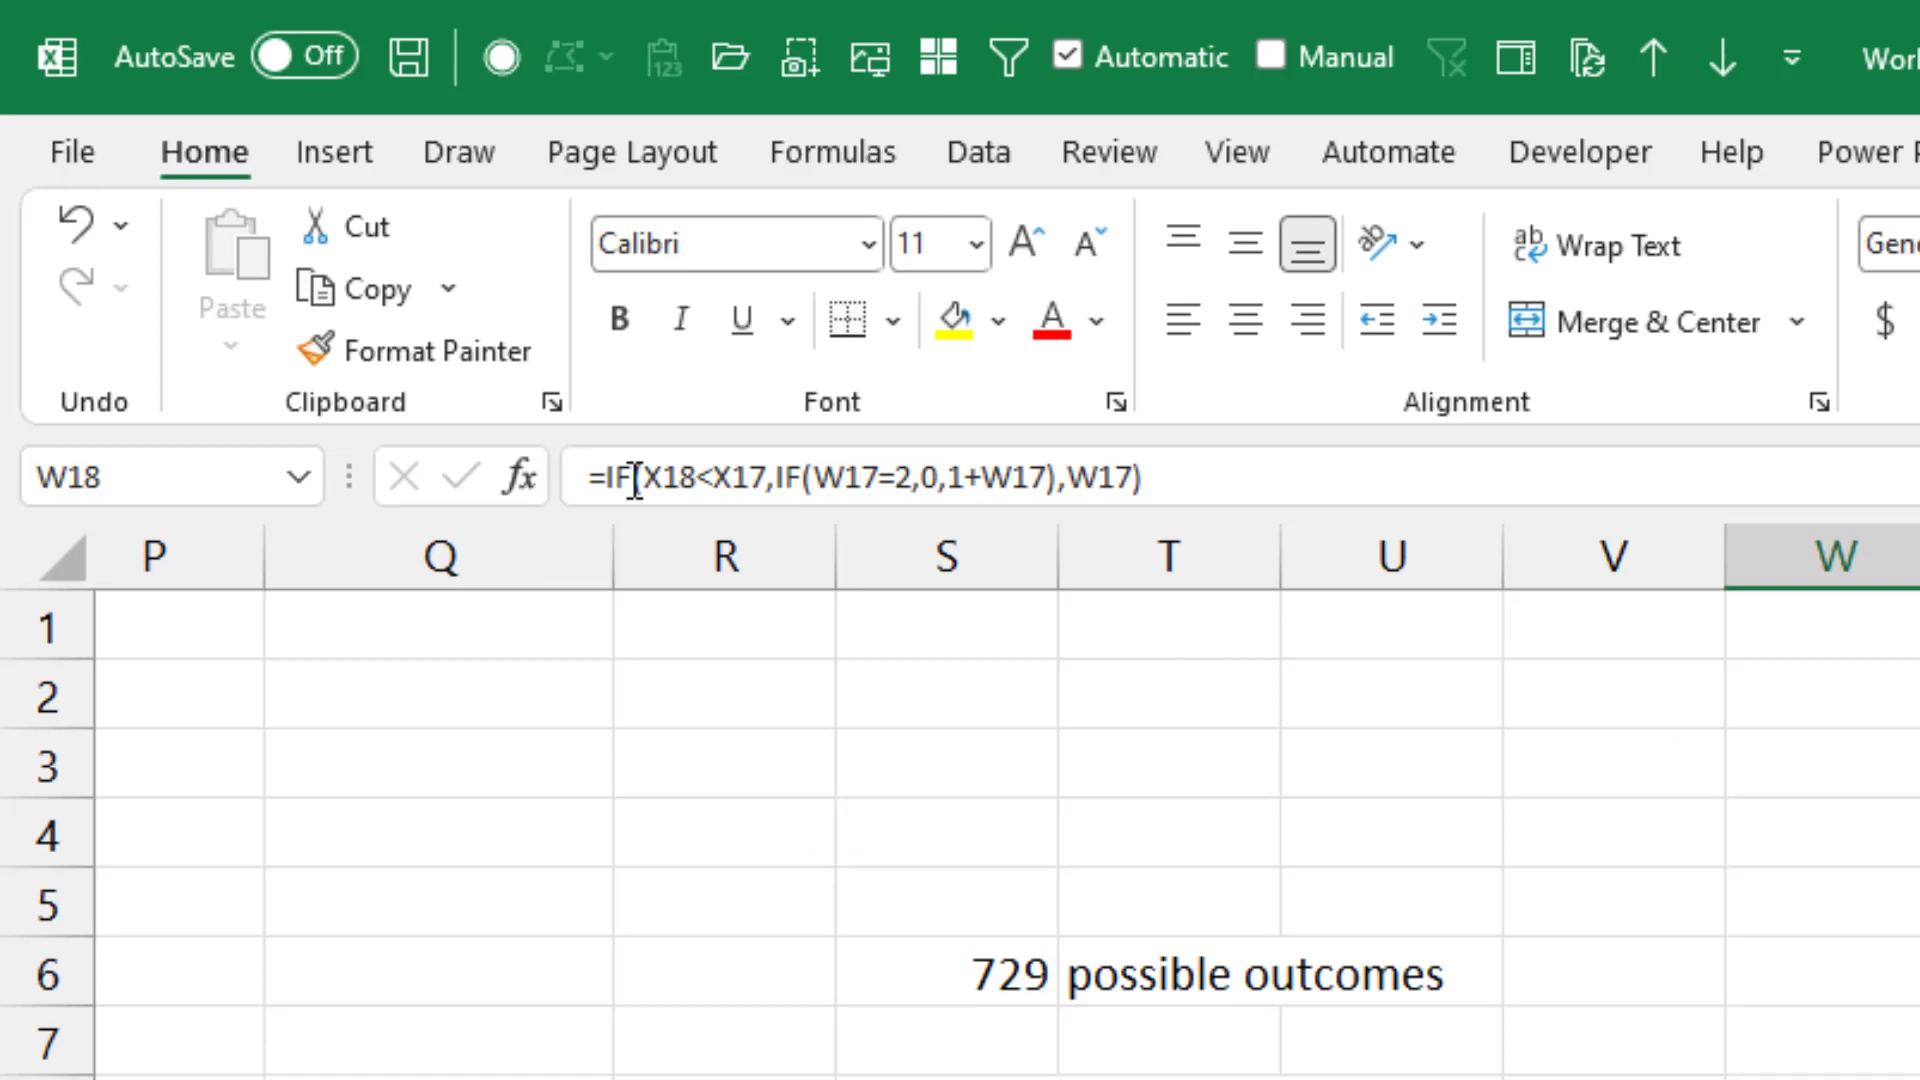 AutoSave Off Automatic Manual
File Home Insert Draw Page Layout Formulas Data Review View Automate Developer Help Power
Cut
Copy
Format Painter
Paste
Calibri 11
B I U A
Wrap Text
Merge & Center
$
Undo Clipboard Font Alignment
W18 fx =IF(X18<X17,IF(W17=2,0,1+W17),W17)
P Q R S T U V W
1
2
3
4
5
6 729 possible outcomes
7